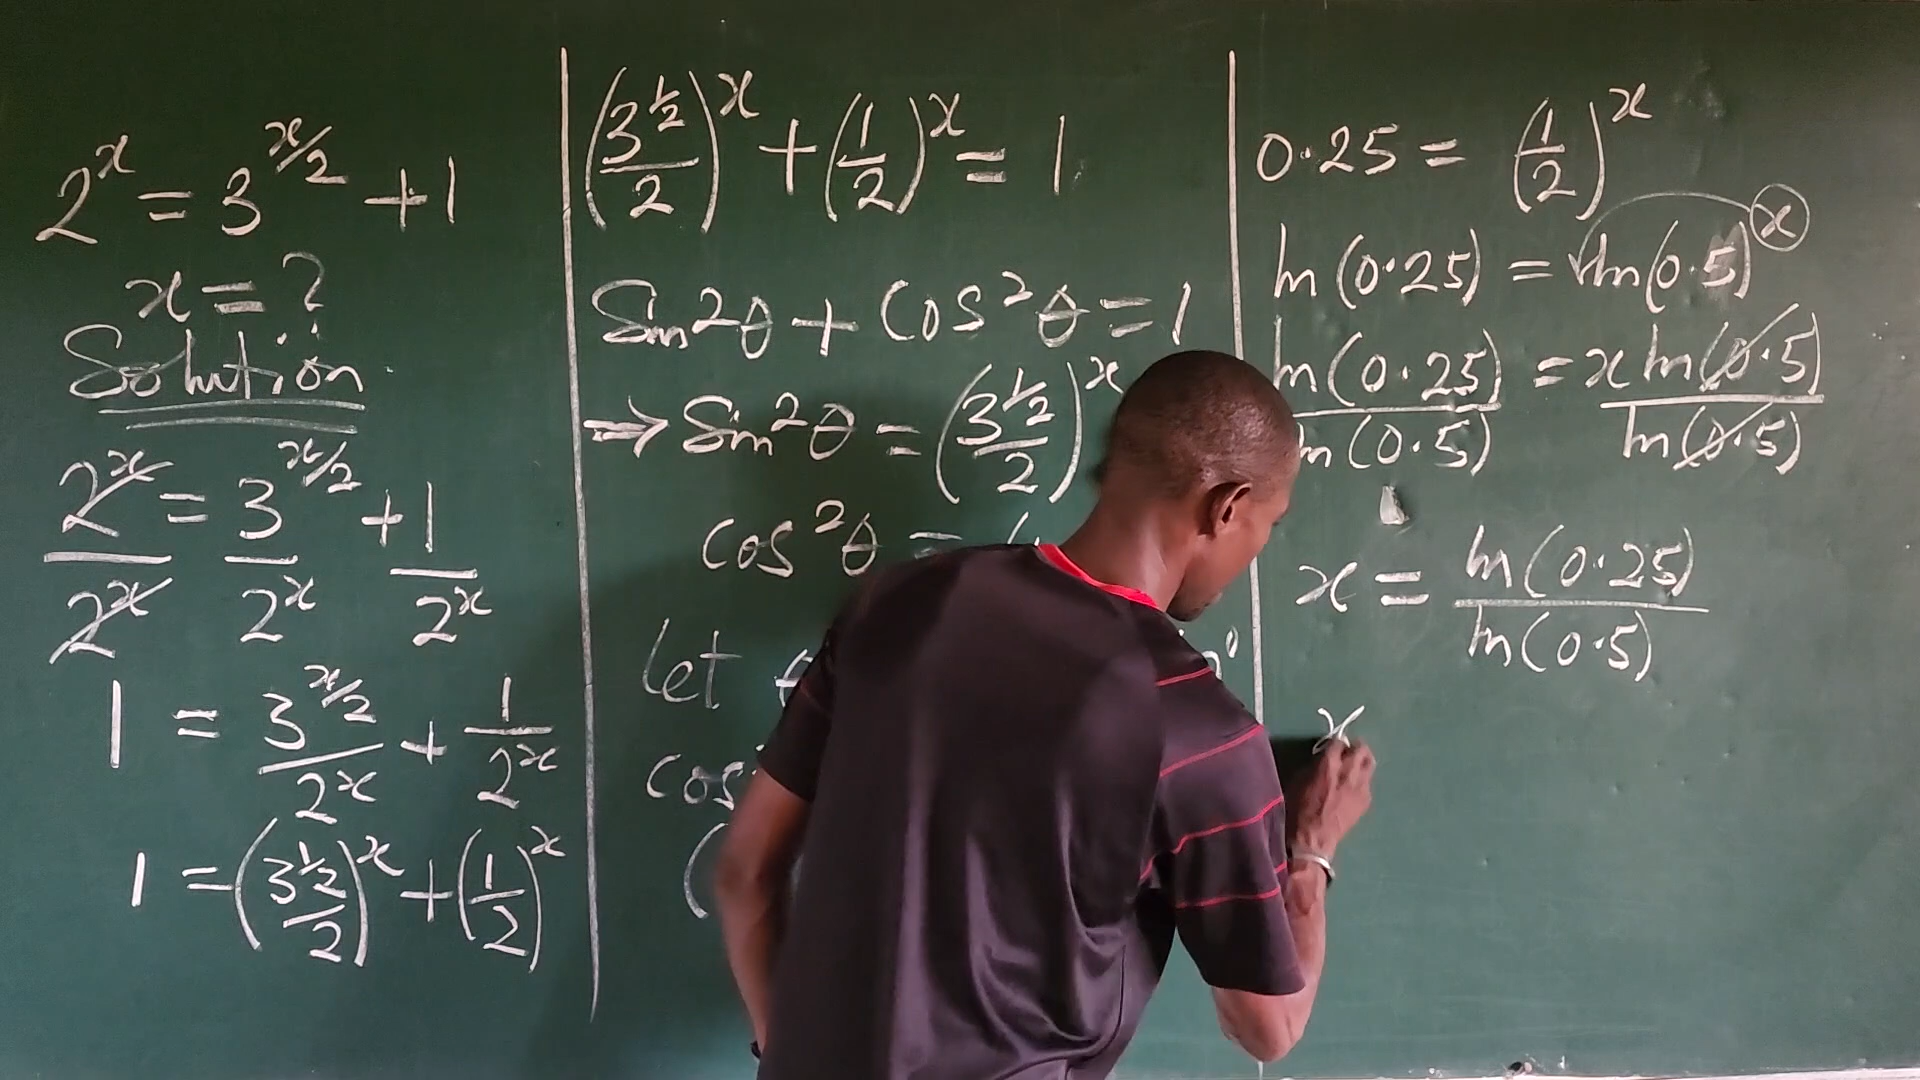 2^x = 3^(x/2) + 1
x = ?
Solution
2^x/2^x = 3^(x/2)/2^x + 1/2^x
1 = 3^(x/2)/2^x + 1/2^x
1 = (3^(1/2)/2)^x + (1/2)^x
(3^(1/2)/2)^x + (1/2)^x = 1
Sin²θ + Cos²θ = 1
⇒ Sin²θ = (3^(1/2)/2)^x
Cos²θ =
Let
0.25 = (1/2)^x
ln(0.25) = ln(0.5)^x
ln(0.25)/ln(0.5) = x ln(0.5)/ln(0.5)
x = ln(0.25)/ln(0.5)
x